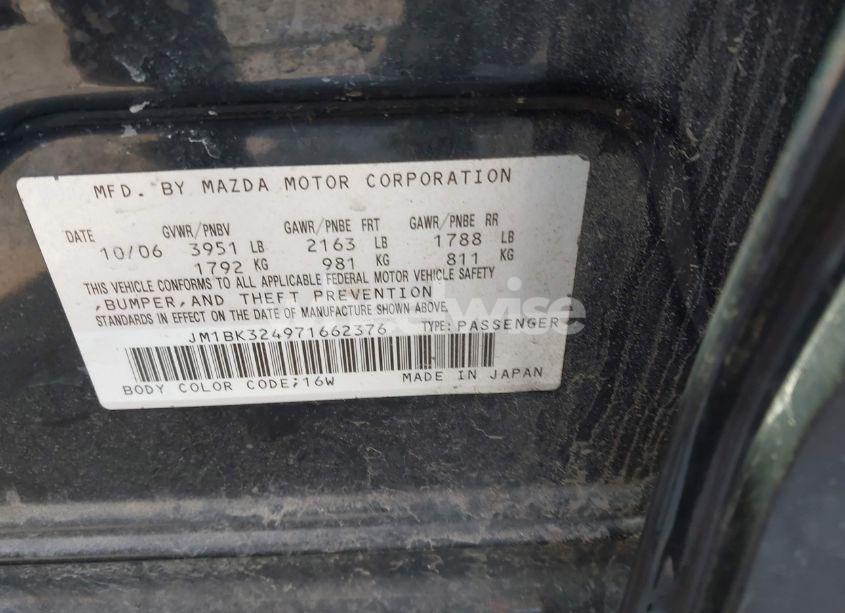 MFD. BY MAZDA MOTOR CORPORATION
DATE GVWR/PNBV GAWR/PNBE FRT GAWR/PNBE RR
10/06 3951 LB 2163 LB 1788 LB
1792 KG 981 KG 811 KG
THIS VEHICLE CONFORMS TO ALL APPLICABLE FEDERAL MOTOR VEHICLE SAFETY
,BUMPER,AND THEFT PREVENTION
STANDARDS IN EFFECT ON THE DATE OF MANUFACTURE SHOWN ABOVE.
JM1BK324971662376 TYPE: PASSENGER
BODY COLOR CODE;16W MADE IN JAPAN